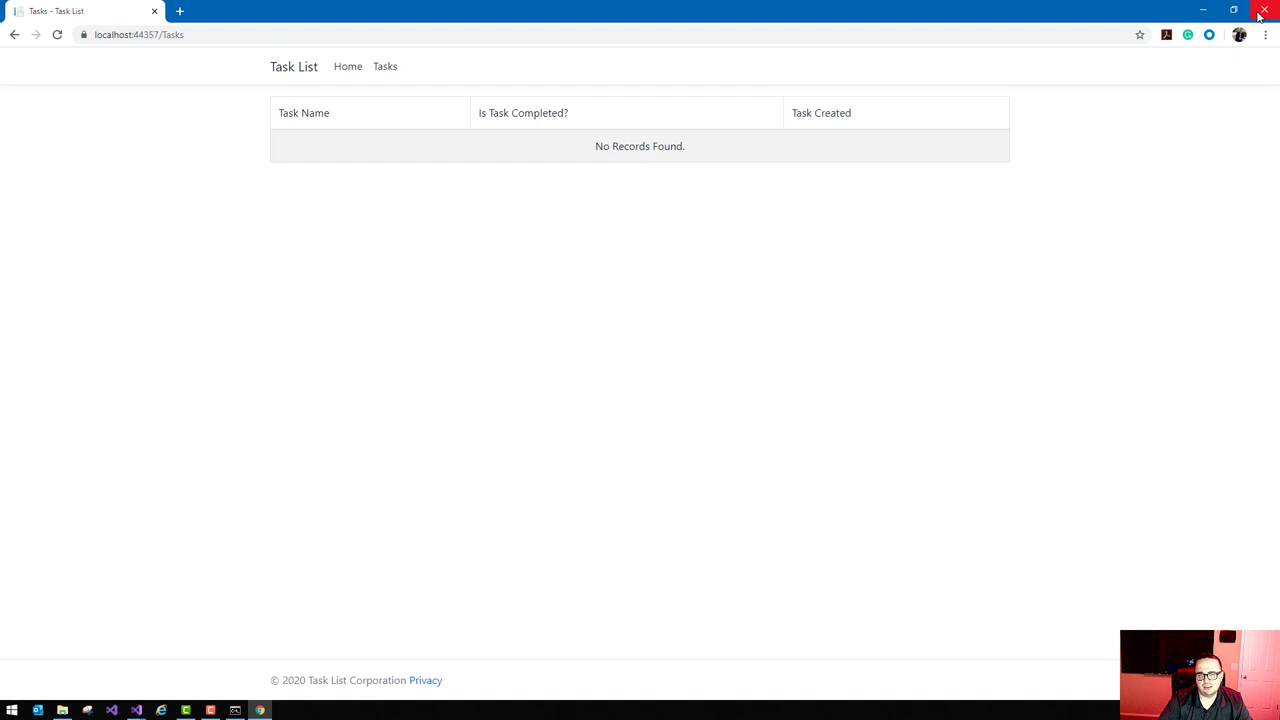 Tasks - Task List
localhost:44357/Tasks
Task List Home Tasks
Task Name Is Task Completed? Task Created
No Records Found.
© 2020 Task List Corporation Privacy